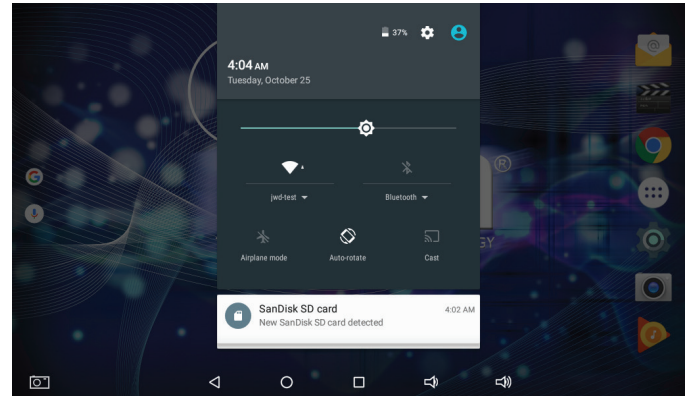 37%
4:04 AM
Tuesday, October 25
jwd-test
Bluetooth
Airplane mode
Auto-rotate
Cast
®
GY
SanDisk SD card
4:02 AM
New SanDisk SD card detected